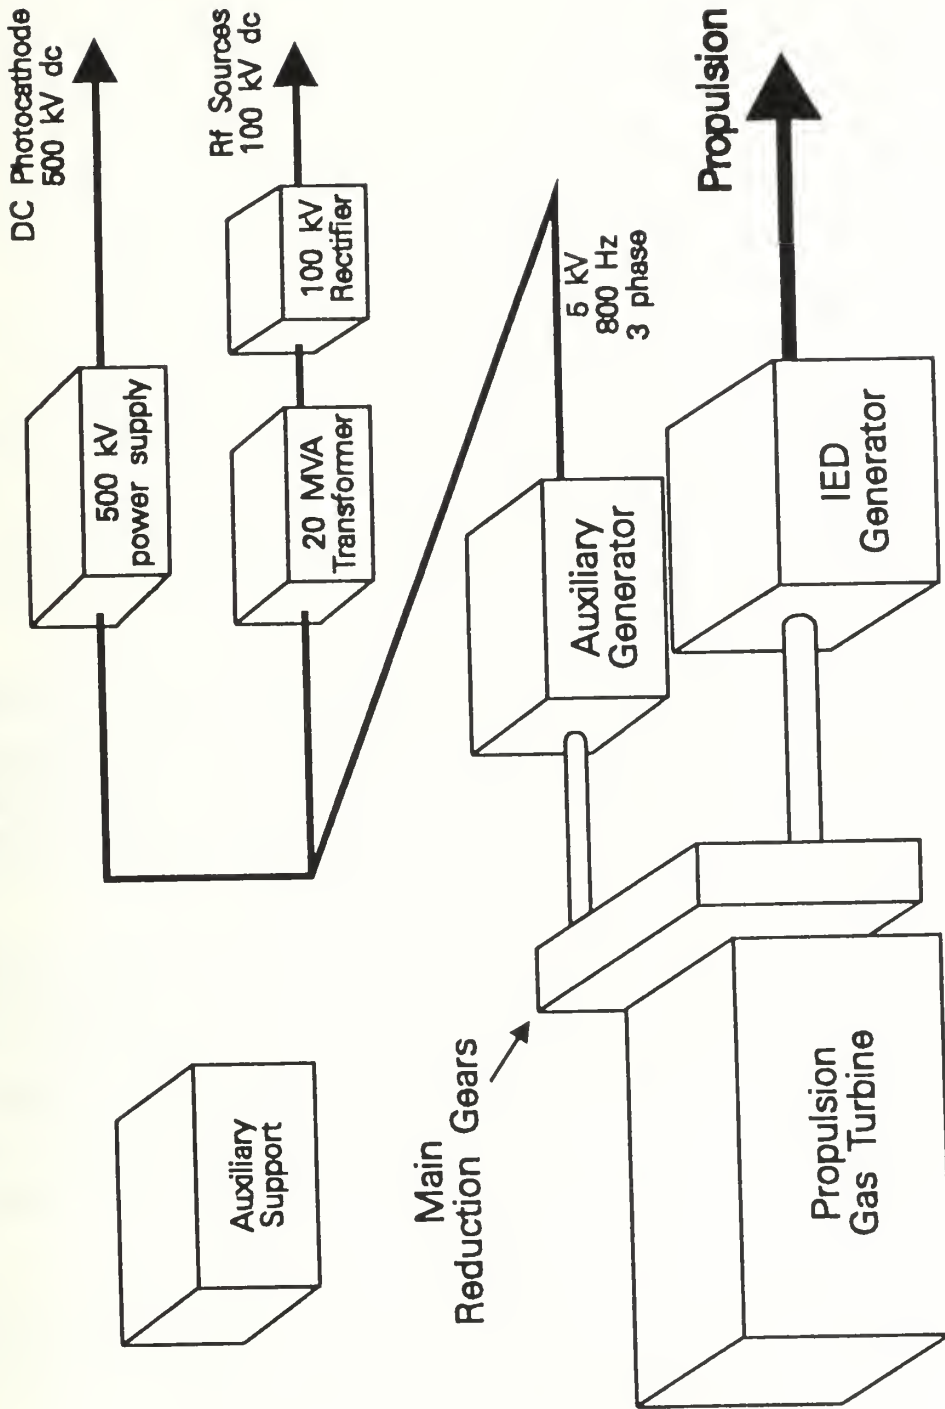 DC Photocathode
500 kV dc
500 kV
power supply
Rf Sources
100 kV dc
100 kV
Rectifier
20 MVA
Transformer
Auxiliary
Support
5 kV
800 Hz
3 phase
Auxiliary
Generator
Main
Reduction Gears
Propulsion
IED
Generator
Propulsion
Gas Turbine